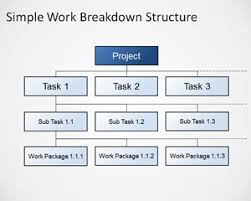 Simple Work Breakdown Structure
Project
Task 1
Task 2
Task 3
Sub Task 1.1
Sub Task 1.2
Sub Task 1.3
Work Package 1.1.1
Work Package 1.1.2
Work Package 1.1.3